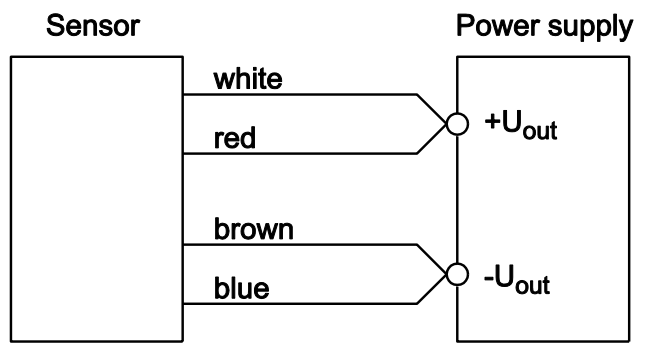 Sensor
Power supply
white
+Uout
red
brown
-Uout
blue